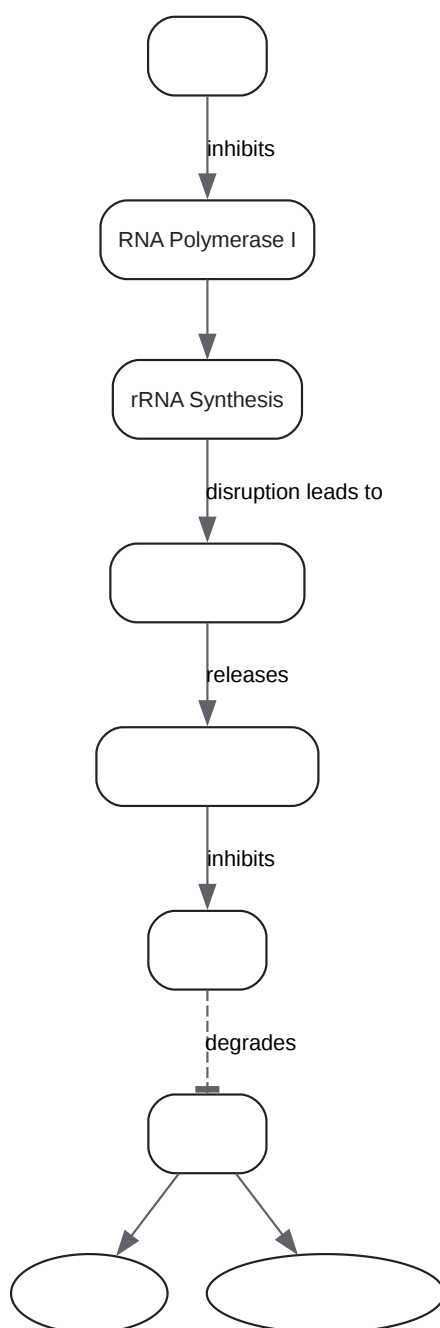 inhibits
RNA Polymerase I
rRNA Synthesis
disruption leads to
releases
inhibits
degrades